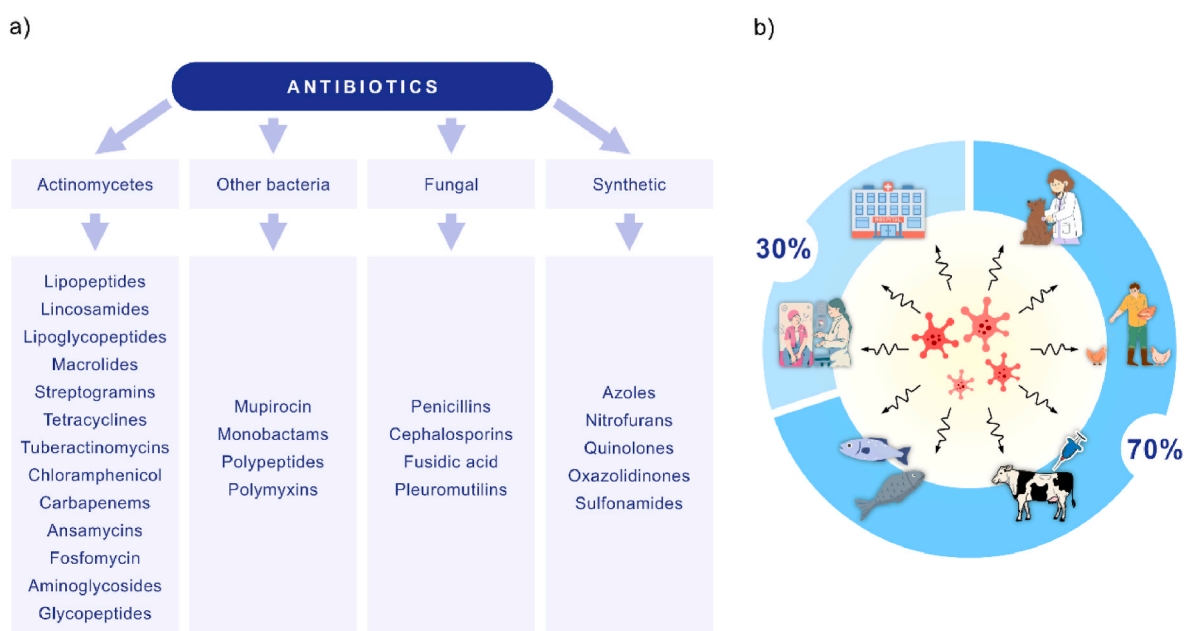 a)
ANTIBIOTICS
Actinomycetes
Other bacteria
Fungal
Synthetic
Lipopeptides
Lincosamides
Lipoglycopeptides
Macrolides
Streptogramins
Tetracyclines
Tuberactinomycins
Chloramphenicol
Carbapenems
Ansamycins
Fosfomycin
Aminoglycosides
Glycopeptides
Mupirocin
Monobactams
Polypeptides
Polymyxins
Penicillins
Cephalosporins
Fusidic acid
Pleuromutilins
Azoles
Nitrofurans
Quinolones
Oxazolidinones
Sulfonamides
b)
HOSPITAL
30%
70%